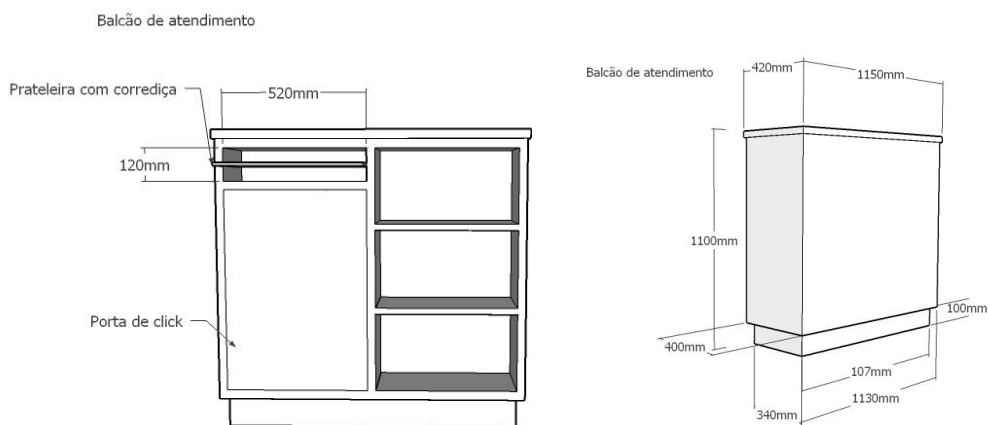 Balcão de atendimento
Prateleira com corrediça
520mm
120mm
Porta de click
Balcão de atendimento
420mm
1150mm
1100mm
100mm
400mm
107mm
1130mm
340mm